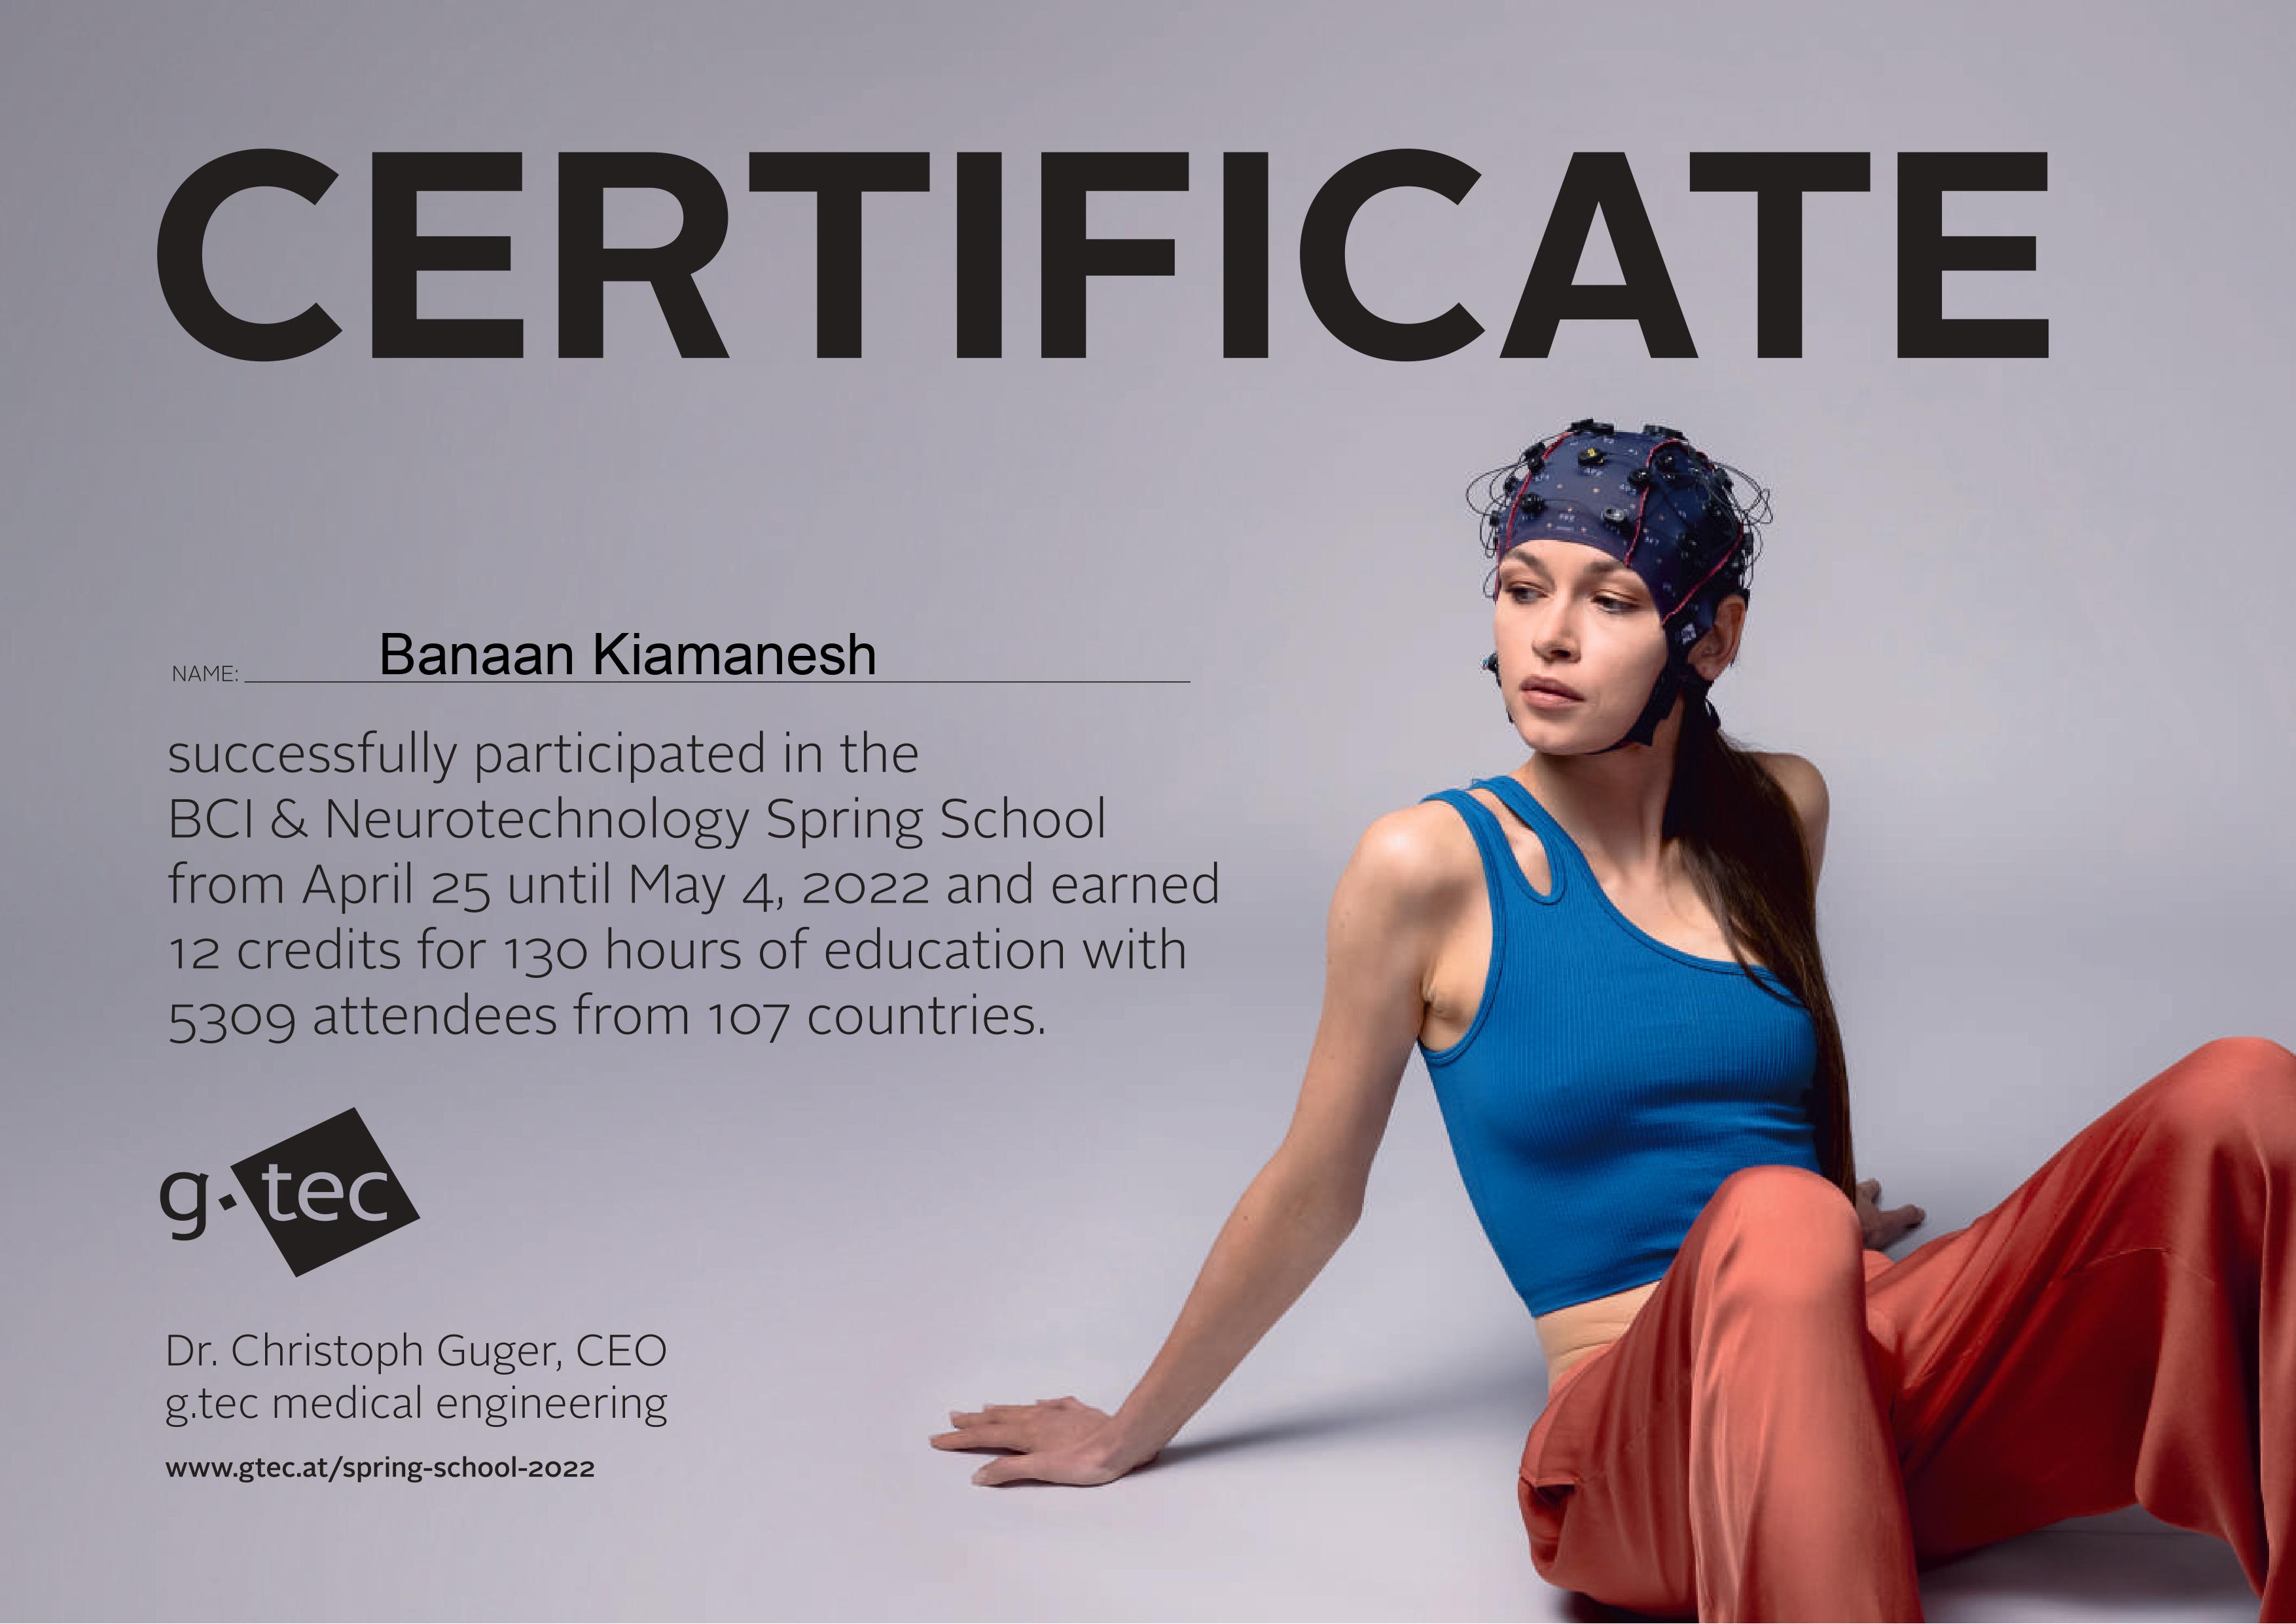 CERTIFICATE
NAME: Banaan Kiamanesh
successfully participated in the
BCI & Neurotechnology Spring School
from April 25 until May 4, 2022 and earned
12 credits for 130 hours of education with
5309 attendees from 107 countries.
g.tec
Dr. Christoph Guger, CEO
g.tec medical engineering
www.gtec.at/spring-school-2022